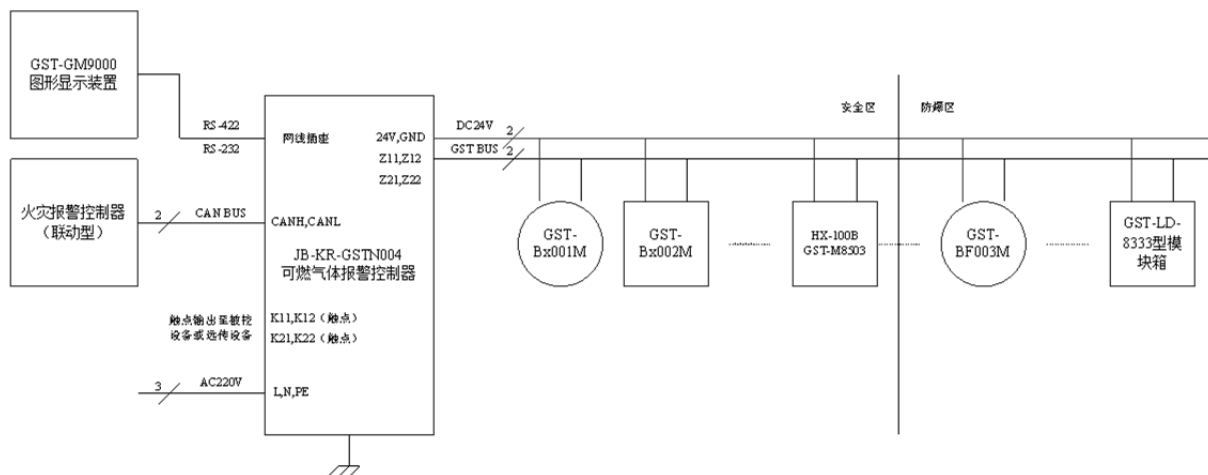 GST-GM9000
图形显示装置
RS-422
RS-232
网线插座
24V,GND
Z11,Z12
Z21,Z22
DC24V
2
GST BUS
2
安全区
防爆区
火灾报警控制器
（联动型）
2
CAN BUS
CANH,CANL
JB-KR-GSTN004
可燃气体报警控制器
触点输出至被控
设备或远传设备
K11,K12（触点）
K21,K22（触点）
3
AC220V
L,N,PE
GST-
Bx001M
GST-
Bx002M
HX-100B
GST-M8503
GST-
BF003M
GST-LD-
8333型模
块箱